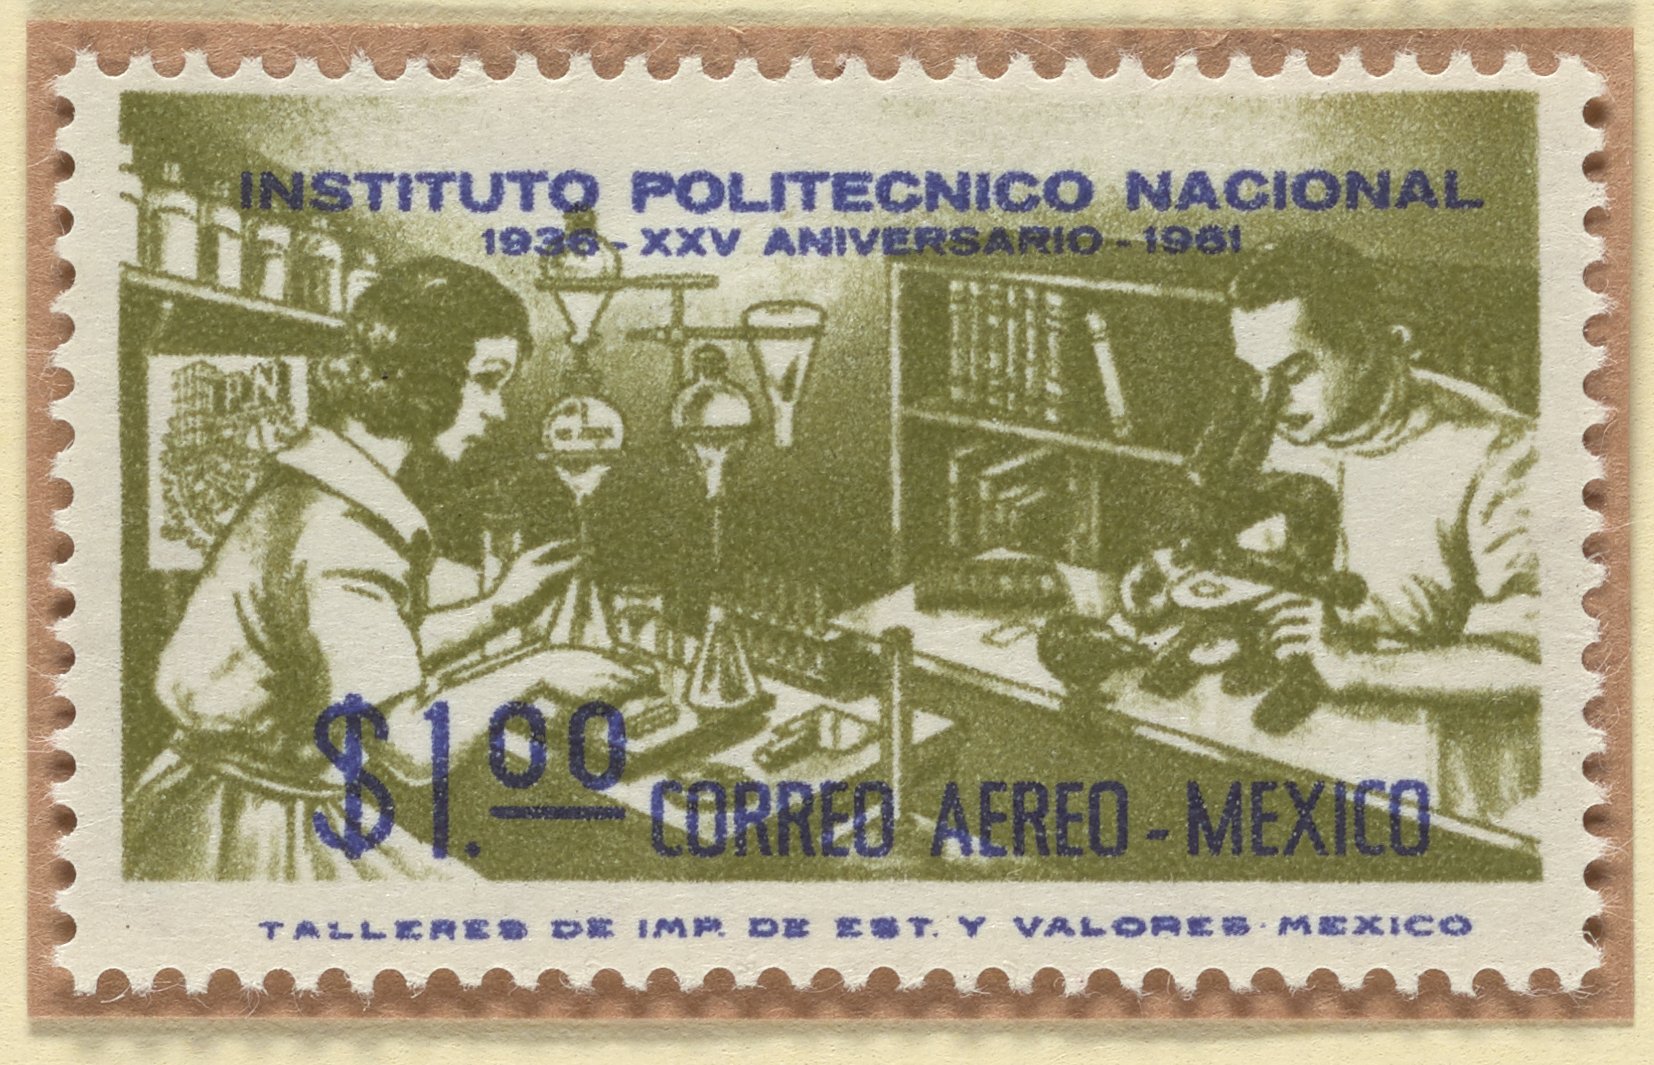 INSTITUTO POLITECNICO NACIONAL
1936 - XXV ANIVERSARIO - 1961
IPN
$1.00 CORREO AEREO - MEXICO
TALLERES DE IMP. DE EST. Y VALORES · MEXICO